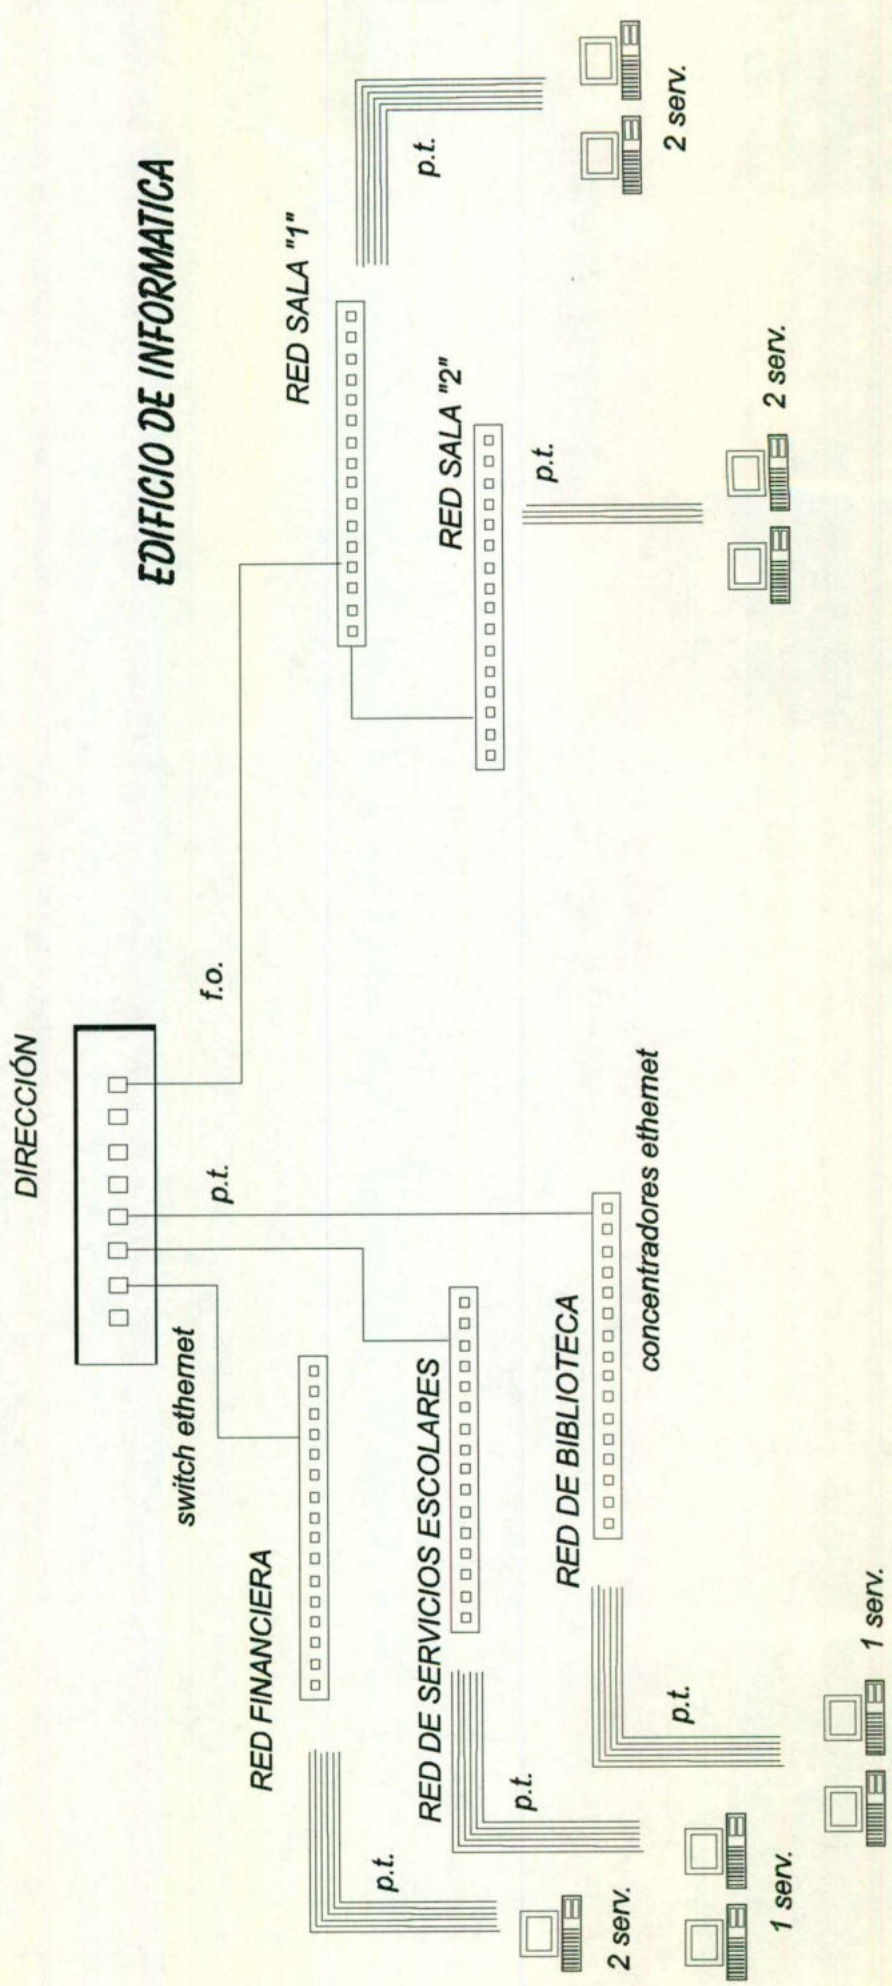 DIRECCIÓN
EDIFICIO DE INFORMATICA
switch ethernet
p.t.
f.o.
RED FINANCIERA
p.t.
2 serv.
RED DE SERVICIOS ESCOLARES
p.t.
1 serv.
RED DE BIBLIOTECA
concentradores ethernet
p.t.
1 serv.
RED SALA "1"
p.t.
2 serv.
RED SALA "2"
p.t.
2 serv.